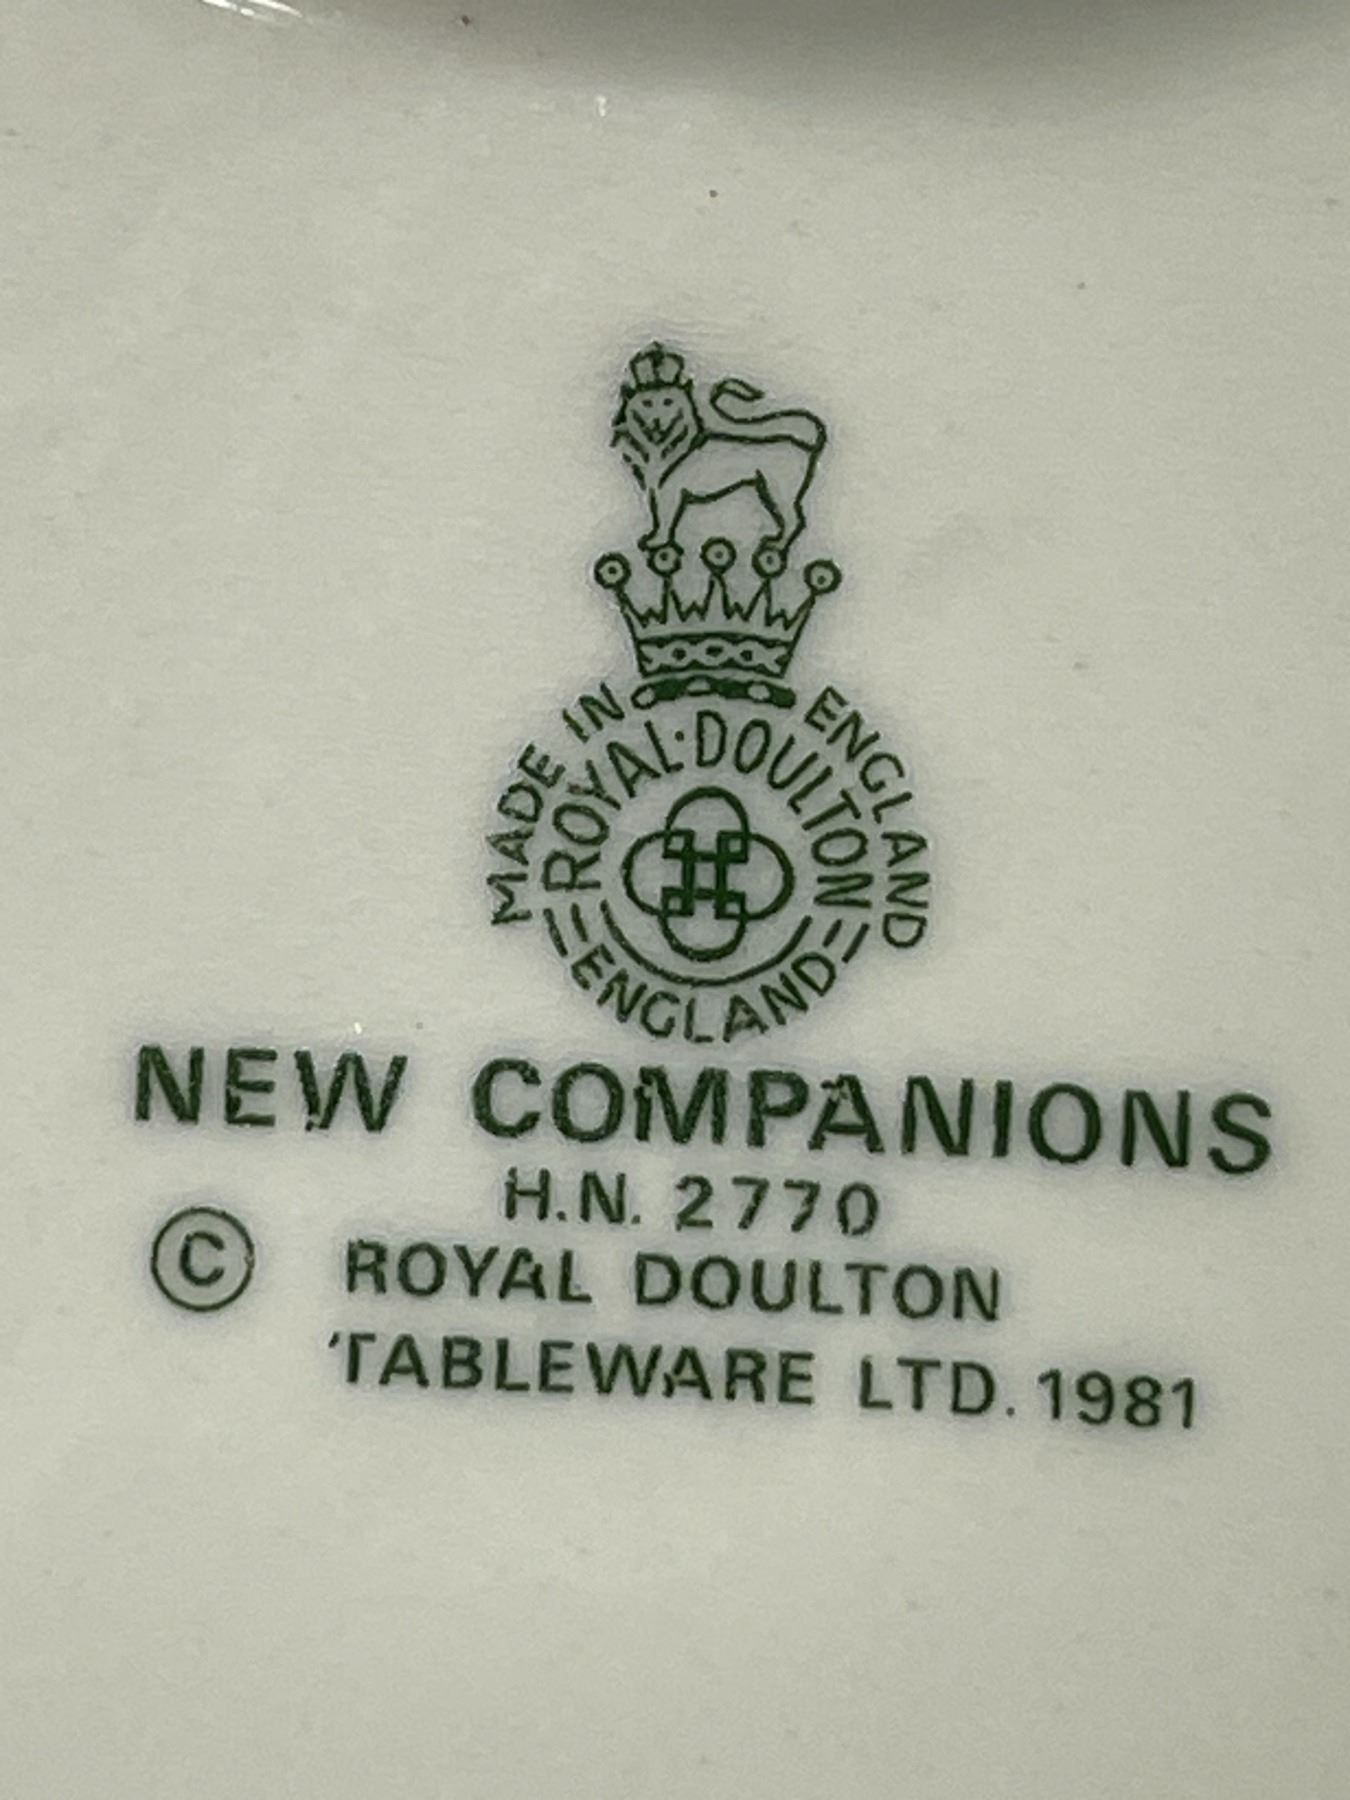 MADE IN ENGLAND
ROYAL·DOULTON
ENGLAND
NEW COMPANIONS
H.N. 2770
© ROYAL DOULTON
TABLEWARE LTD. 1981